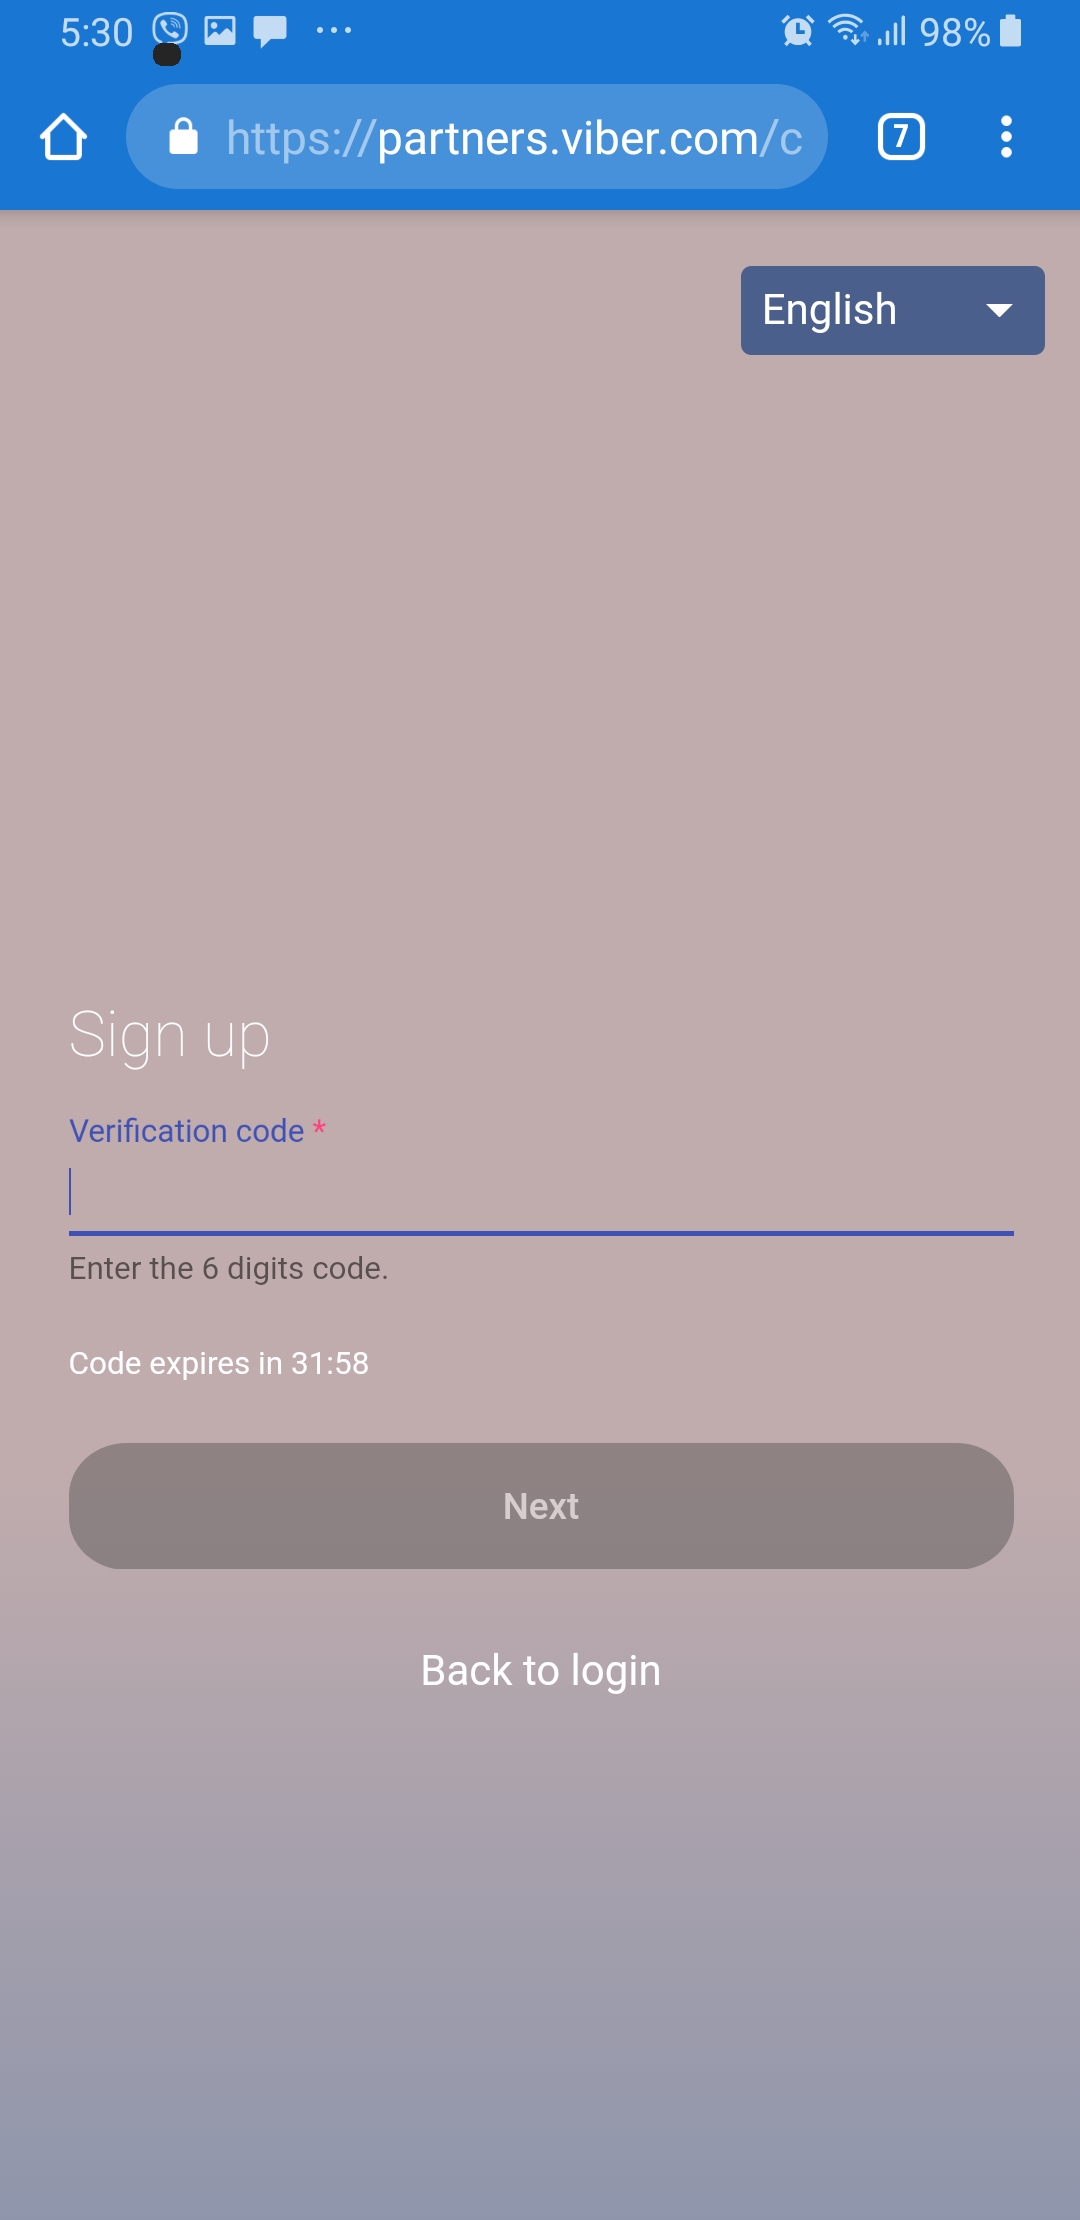 5:30 98%
https://partners.viber.com/c 7
English
Sign up
Verification code *
Enter the 6 digits code.
Code expires in 31:58
Next
Back to login